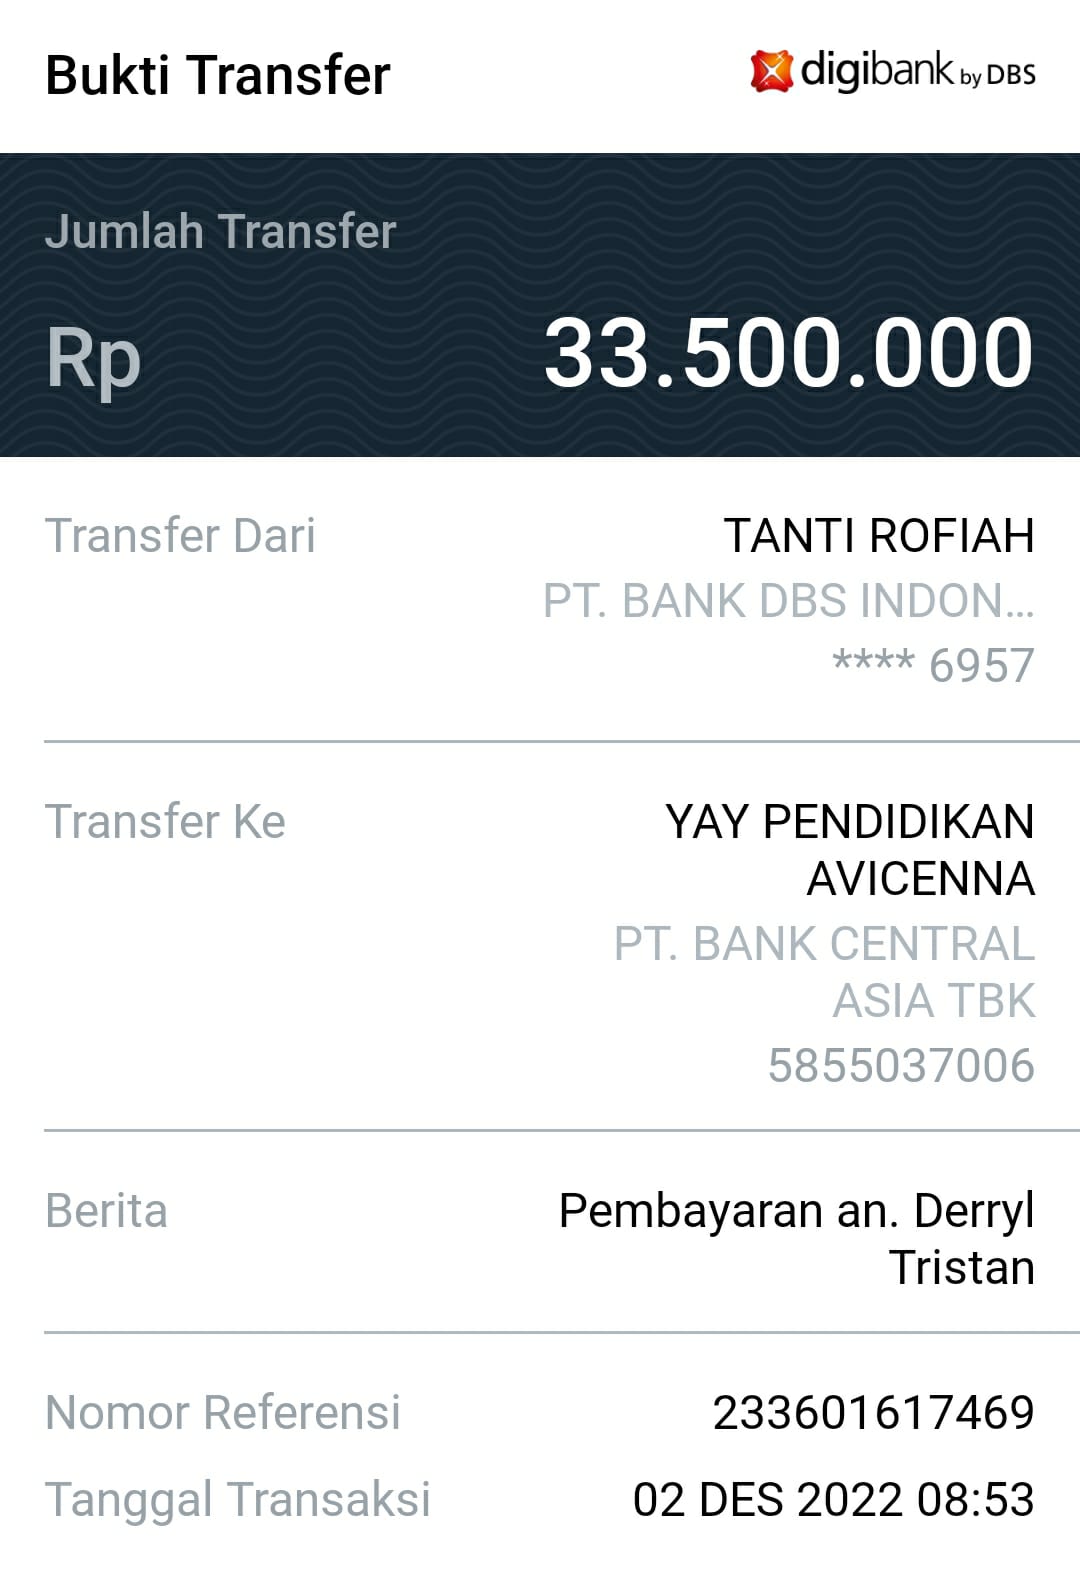 Bukti Transfer
digibank by DBS
Jumlah Transfer
Rp 33.500.000
Transfer Dari TANTI ROFIAH
PT. BANK DBS INDON...
**** 6957
Transfer Ke YAY PENDIDIKAN
AVICENNA
PT. BANK CENTRAL
ASIA TBK
5855037006
Berita Pembayaran an. Derryl
Tristan
Nomor Referensi 233601617469
Tanggal Transaksi 02 DES 2022 08:53